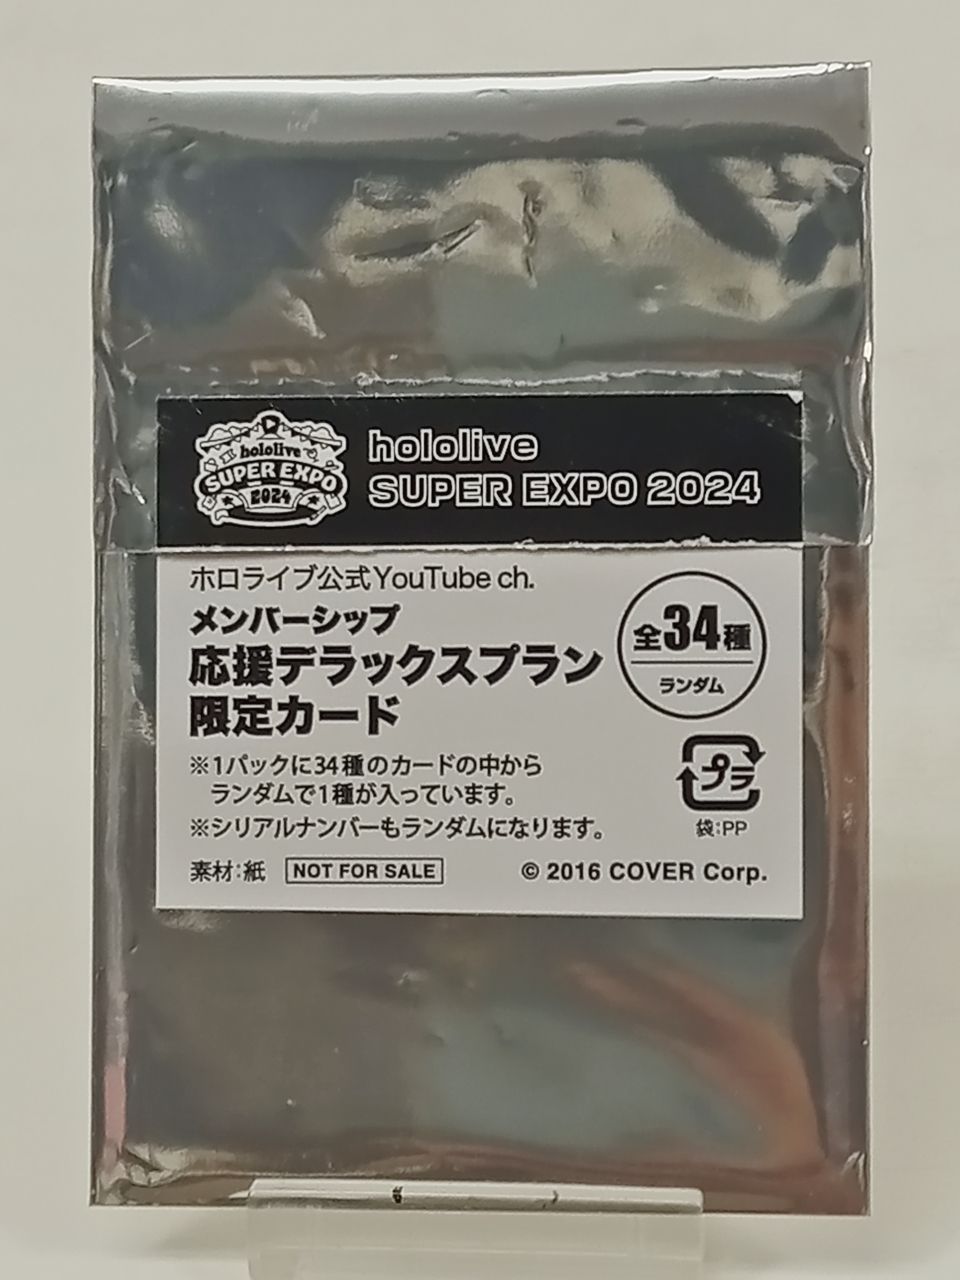 hololive
SUPER EXPO
2024
hololive
SUPER EXPO 2024
ホロライブ公式YouTube ch.
メンバーシップ
応援デラックスプラン
限定カード
全34種
ランダム
※1パックに34種のカードの中から
ランダムで1種が入っています。
※シリアルナンバーもランダムになります。
プラ
袋:PP
素材:紙 NOT FOR SALE © 2016 COVER Corp.